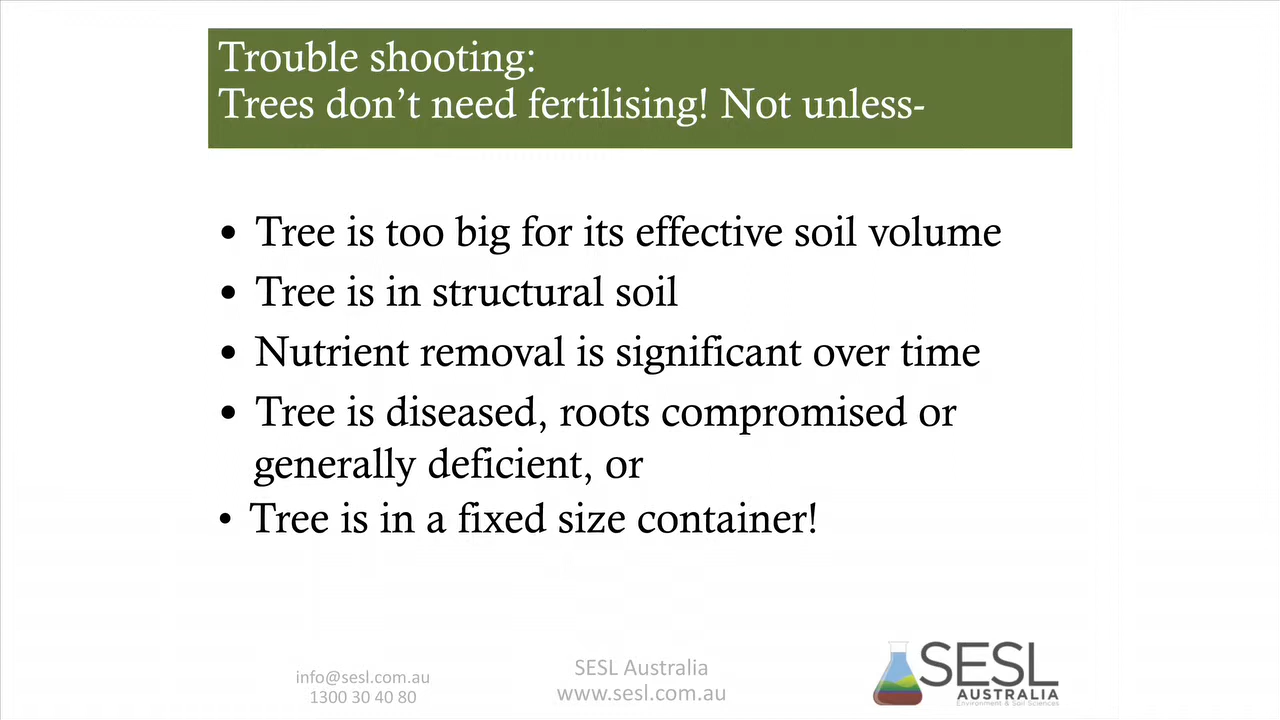 Trouble shooting:
Trees don’t need fertilising! Not unless-
• Tree is too big for its effective soil volume
• Tree is in structural soil
• Nutrient removal is significant over time
• Tree is diseased, roots compromised or
generally deficient, or
• Tree is in a fixed size container!
info@sesl.com.au
1300 30 40 80
SESL Australia
www.sesl.com.au
SESL
AUSTRALIA
Environment & Soil Sciences